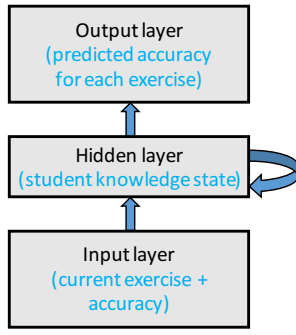 Output layer
(predicted accuracy
for each exercise)
Hidden layer
(student knowledge state)
Input layer
(current exercise +
accuracy)